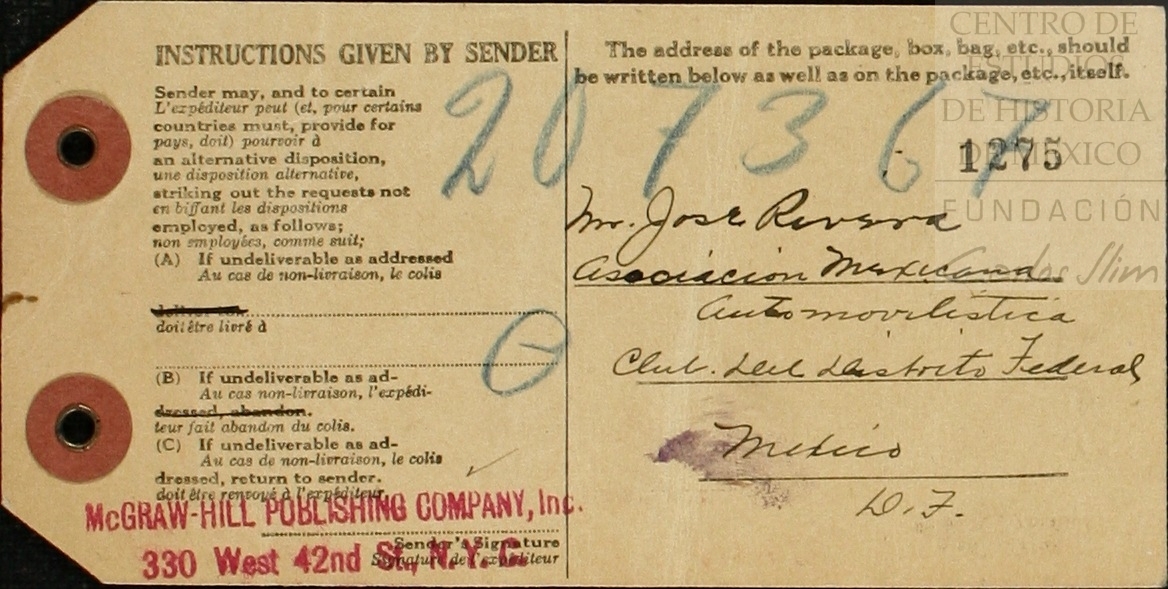 INSTRUCTIONS GIVEN BY SENDER
Sender may, and to certain
L'expéditeur peut (et, pour certains
countries must, provide for
pays, doit) pourvoir à
an alternative disposition,
une disposition alternative,
striking out the requests not
en biffant les dispositions
employed, as follows;
non employées, comme suit;
(A) If undeliverable as addressed
Au cas de non-livraison, le colis
doit être livré à
(B) If undeliverable as ad-
Au cas non-livraison, l'expédi-
dressed, abandon.
teur fait abandon du colis.
(C) If undeliverable as ad-
Au cas de non-livraison, le colis
dressed, return to sender.
doit être renvoyé à l'expéditeur
McGRAW-HILL PUBLISHING COMPANY, Inc.
Sender's Signature
330 West 42nd St., N.Y.C.
Signature de l'expéditeur
207367
The address of the package, box, bag, etc., should
be written below as well as on the package, etc., itself.
1275
Mr. José Rivera
Asociacion Mexicana
Automovilistica
Club. Del Distrito Federal
Mexico
D.F.
CENTRO DE
ESTUDIOS
DE HISTORIA
DE MÉXICO
FUNDACIÓN
Carlos Slim